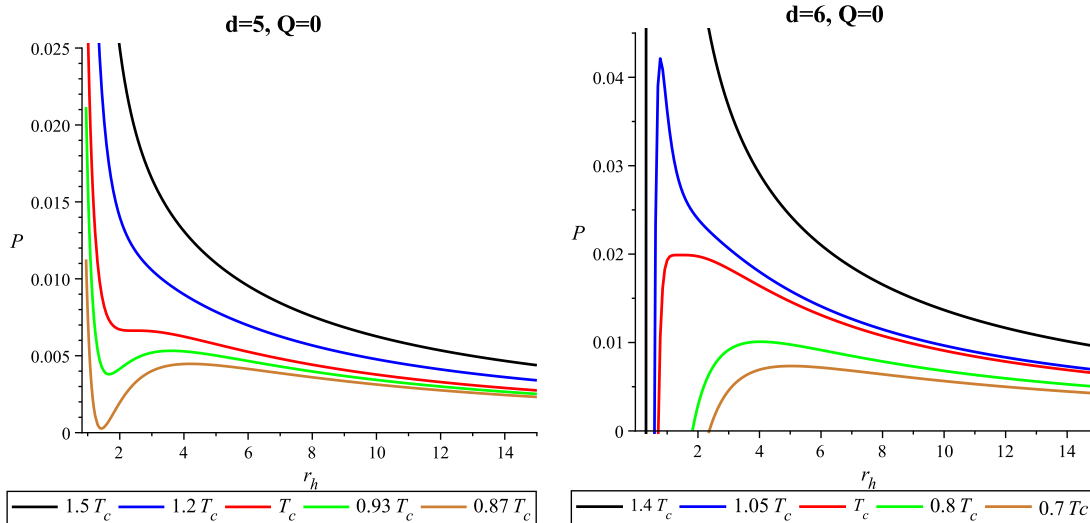 d=5, Q=0
0.025
0.020
0.015
P
0.010
0.005
0
2 4 6 8 10 12 14
r_h
1.5 T_c 1.2 T_c T_c 0.93 T_c 0.87 T_c
d=6, Q=0
0.04
0.03
P
0.02
0.01
0
2 4 6 8 10 12 14
r_h
1.4 T_c 1.05 T_c T_c 0.8 T_c 0.7 Tc